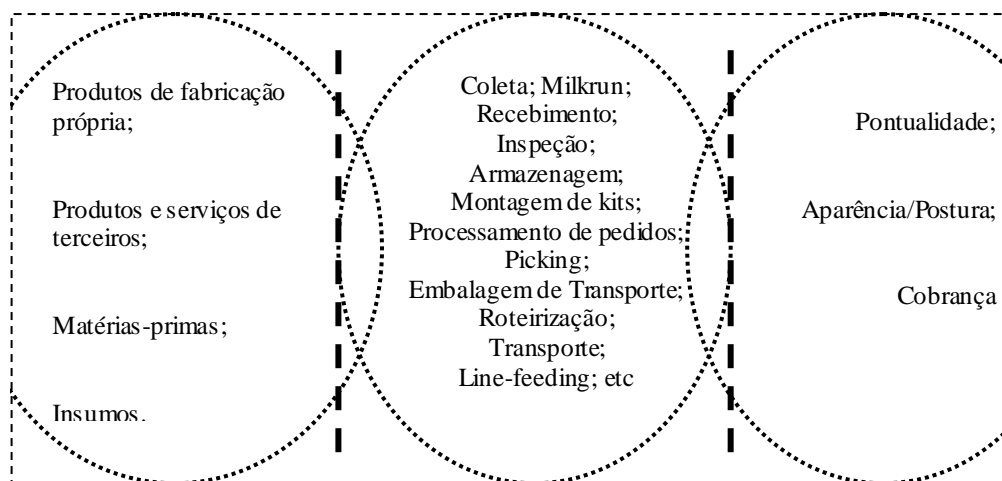 Produtos de fabricação
própria;
Produtos e serviços de
terceiros;
Matérias-primas;
Insumos.
Coleta; Milkrun;
Recebimento;
Inspeção;
Armazenagem;
Montagem de kits;
Processamento de pedidos;
Picking;
Embalagem de Transporte;
Roteirização;
Transporte;
Line-feeding; etc
Pontualidade;
Aparência/Postura;
Cobrança